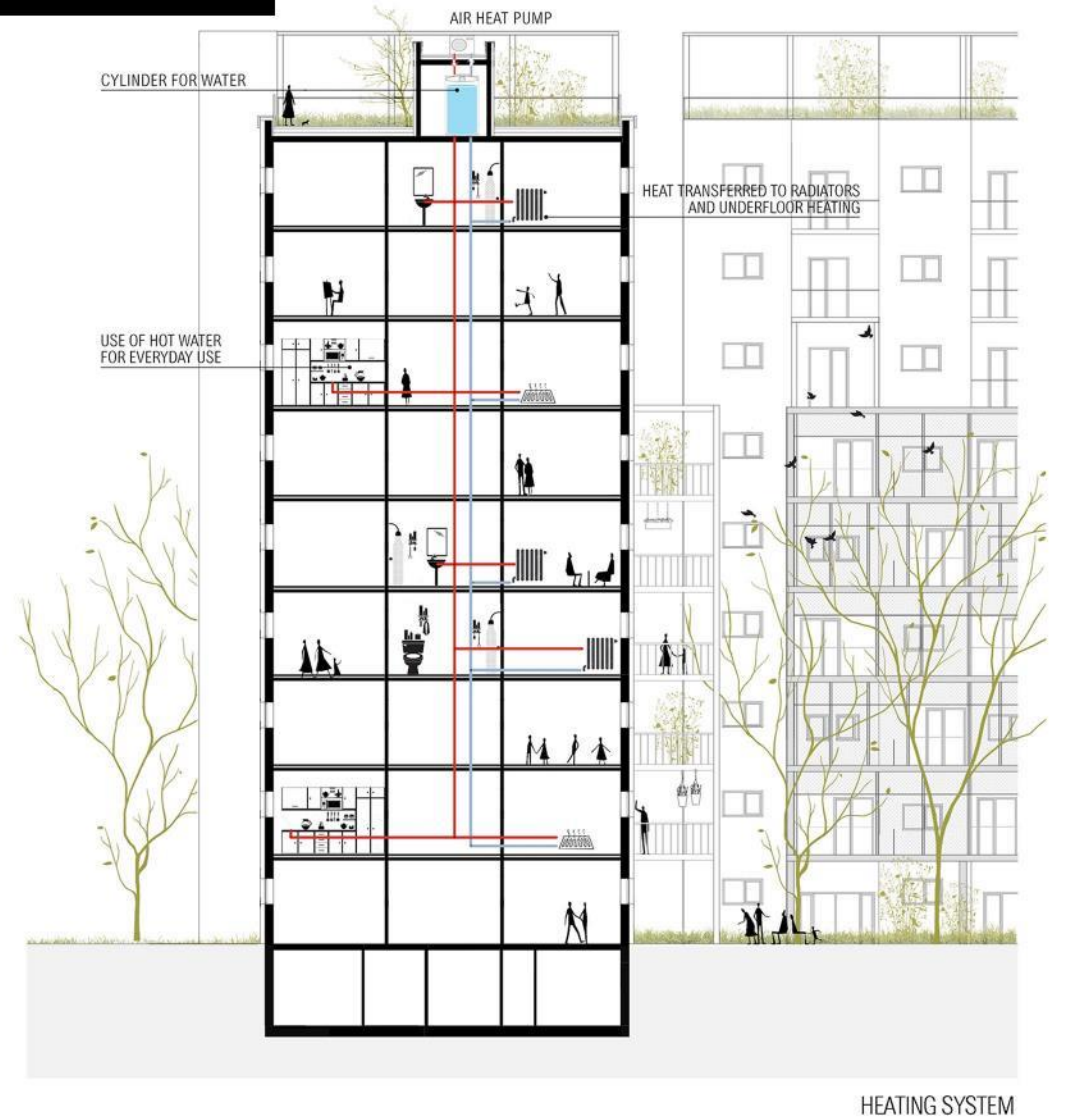 AIR HEAT PUMP
CYLINDER FOR WATER
HEAT TRANSFERRED TO RADIATORS
AND UNDERFLOOR HEATING
USE OF HOT WATER
FOR EVERYDAY USE
HEATING SYSTEM